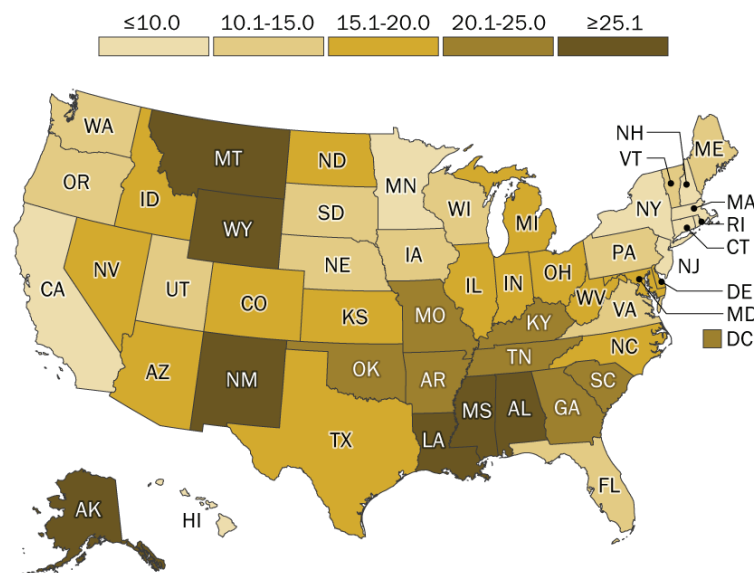 ≤10.0 10.1-15.0 15.1-20.0 20.1-25.0 ≥25.1
WA
MT
ND
MN
NH
VT
ME
OR
ID
SD
WI
MI
NY
MA
RI
CT
WY
NE
IA
PA
NJ
NV
UT
CO
KS
IL
IN
OH
WV
VA
DE
MD
DC
CA
MO
KY
NC
AZ
NM
OK
AR
TN
SC
TX
LA
MS
AL
GA
FL
AK
HI